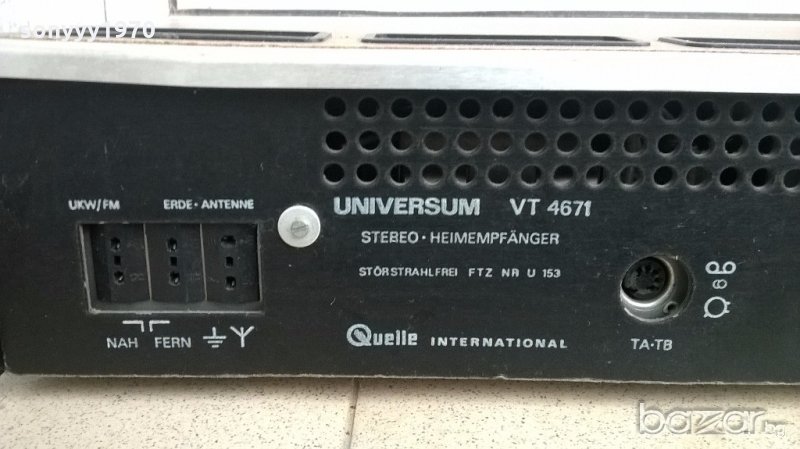 sonyyy1970
UKW/FM ERDE·ANTENNE
UNIVERSUM VT 4671
STEREO·HEIMEMPFÄNGER
STÖRSTRAHLFREI FTZ NR U 153
NAH FERN
Quelle INTERNATIONAL
TA·TB
bazar.bg